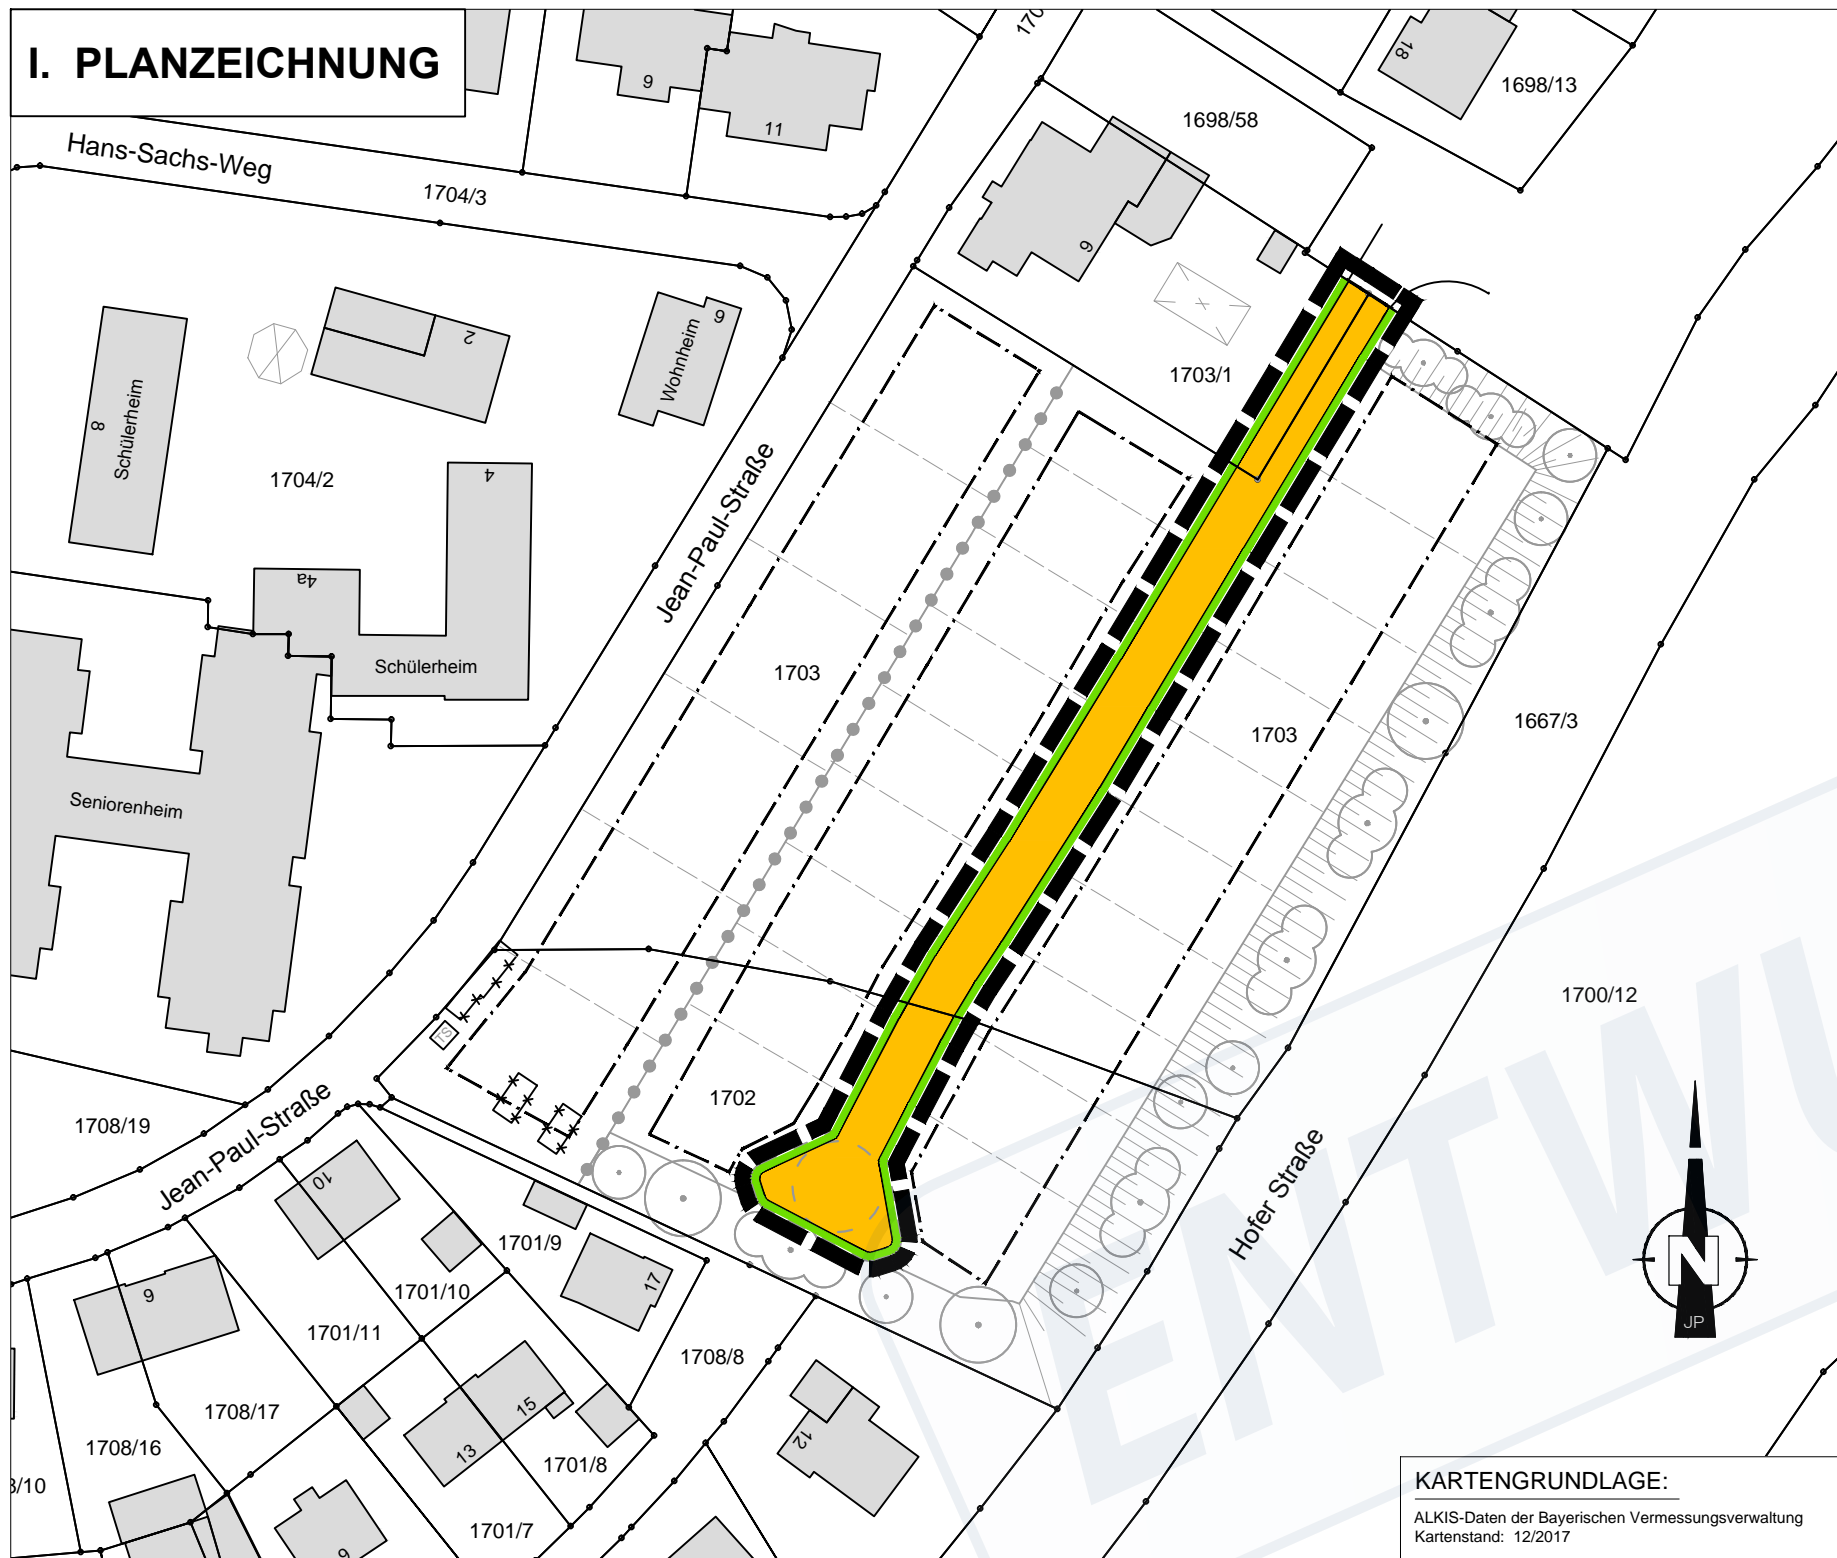 I. PLANZEICHNUNG
Hans-Sachs-Weg
1704/3
9
11
18
1698/13
1698/58
9
1703/1
2
Wohnheim
9
Schülerheim
8
1704/2
4
4a
Schülerheim
Seniorenheim
Jean-Paul-Straße
1703
1703
1667/3
1700/12
TS
1702
1708/19
Jean-Paul-Straße
Hofer Straße
10
1701/9
17
1701/10
9
1701/11
1708/8
N
JP
1708/17
15
13
12
1708/16
1701/8
1701/7
ENTWU
KARTENGRUNDLAGE:
ALKIS-Daten der Bayerischen Vermessungsverwaltung
Kartenstand: 12/2017